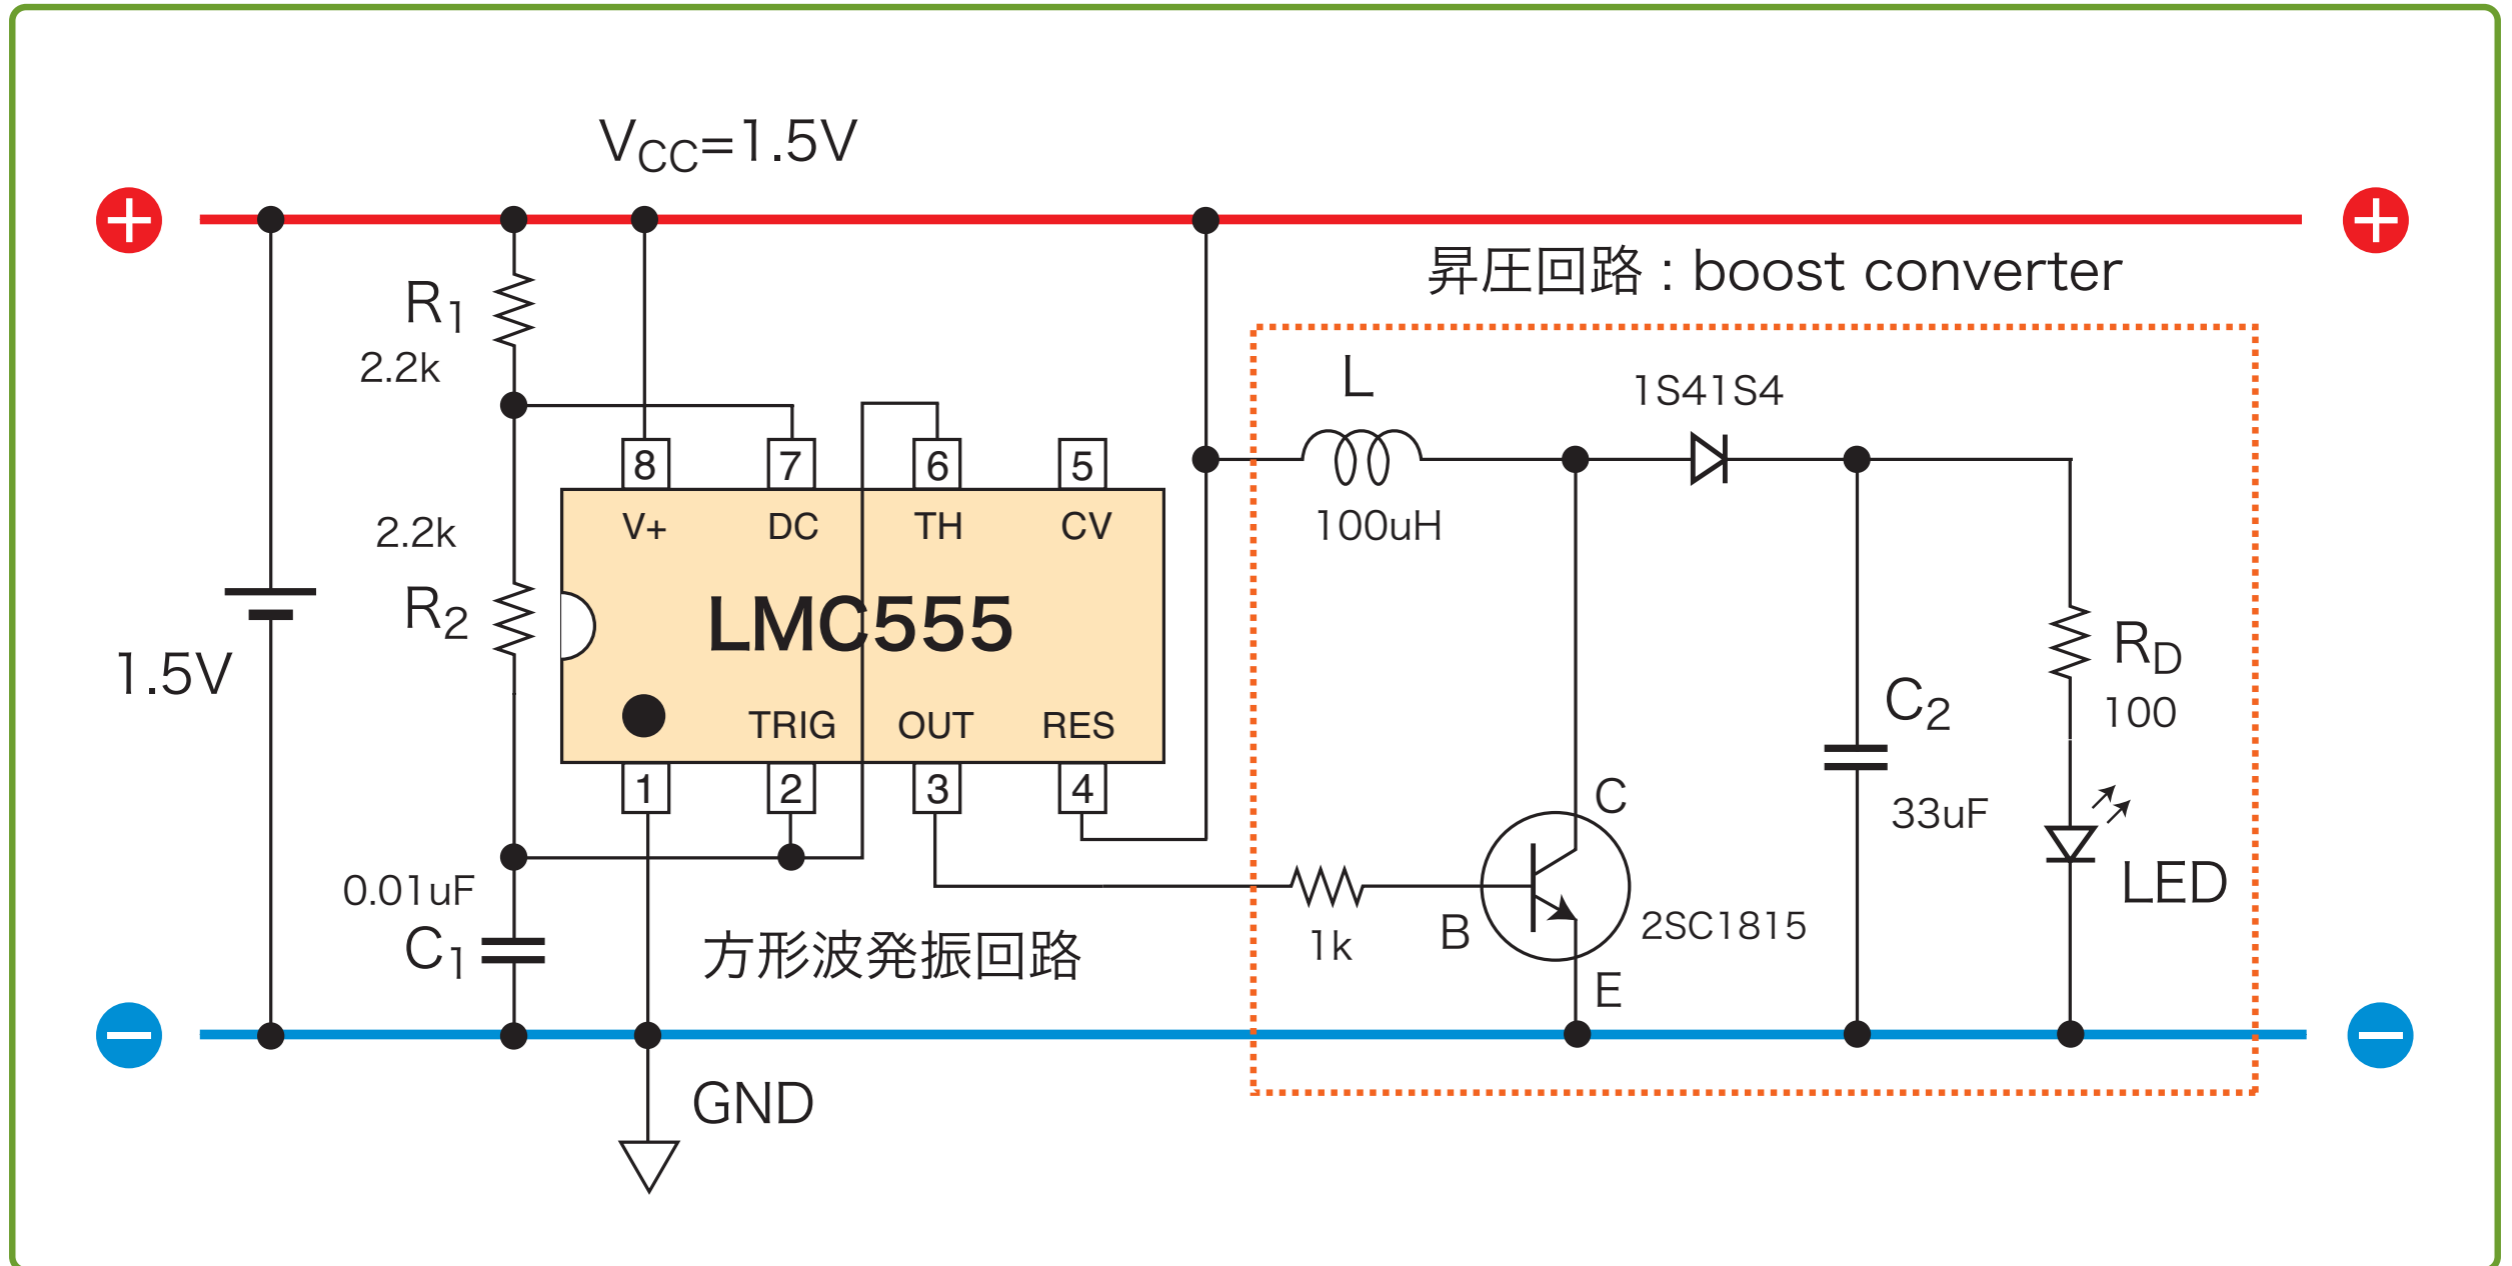 VCC=1.5V
+
+
昇圧回路 : boost converter
R1
2.2k
L
100uH
1S41S4
8
7
6
5
V+
DC
TH
CV
2.2k
R2
LMC555
1.5V
TRIG
OUT
RES
1
2
3
4
RD
100
C2
33uF
C
B
E
2SC1815
LED
0.01uF
C1
1k
方形波発振回路
−
−
GND